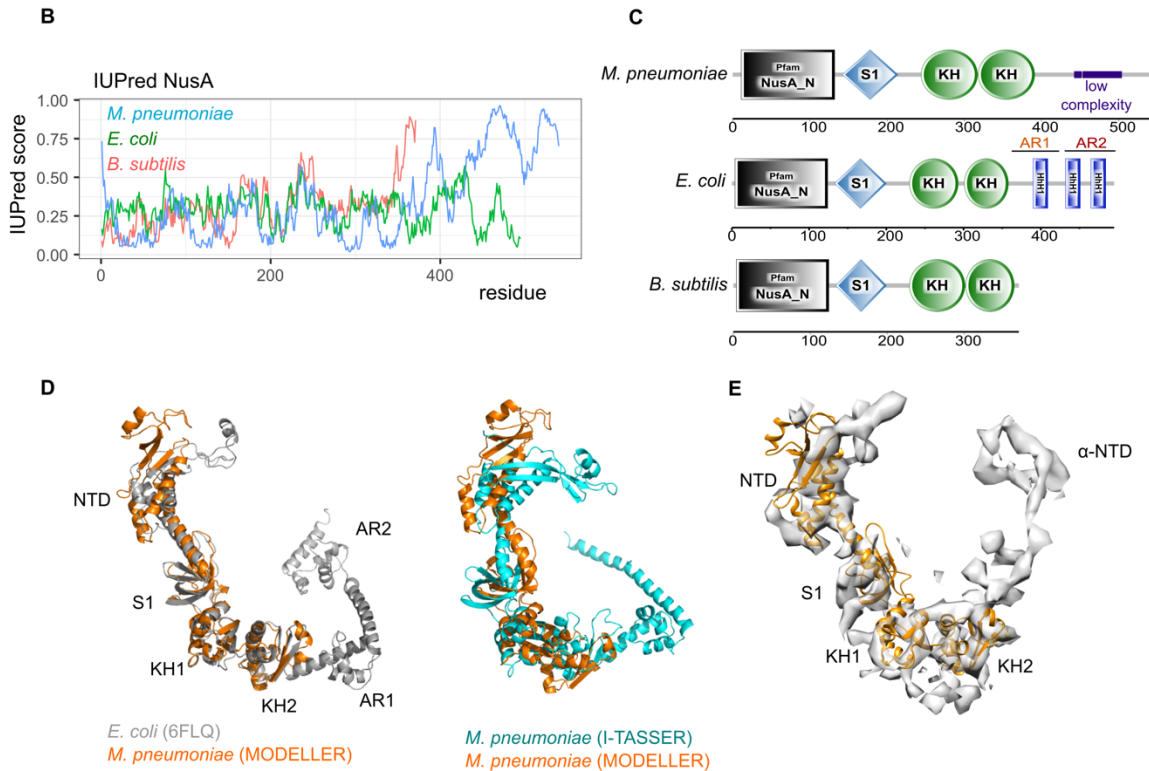 B
IUPred NusA
M. pneumoniae
E. coli
B. subtilis
1.00
0.75
0.50
0.25
0.00
IUPred score
0 200 400
residue
C
M. pneumoniae
Pfam
NusA_N
S1
KH
KH
low
complexity
0 100 200 300 400 500
AR1 AR2
E. coli
Pfam
NusA_N
S1
KH
KH
HhH1
HhH1
HhH1
0 100 200 300 400
B. subtilis
Pfam
NusA_N
S1
KH
KH
0 100 200 300
D
NTD
S1
KH1
KH2
AR1
AR2
E. coli (6FLQ)
M. pneumoniae (MODELLER)
M. pneumoniae (I-TASSER)
M. pneumoniae (MODELLER)
E
NTD
α-NTD
S1
KH1
KH2